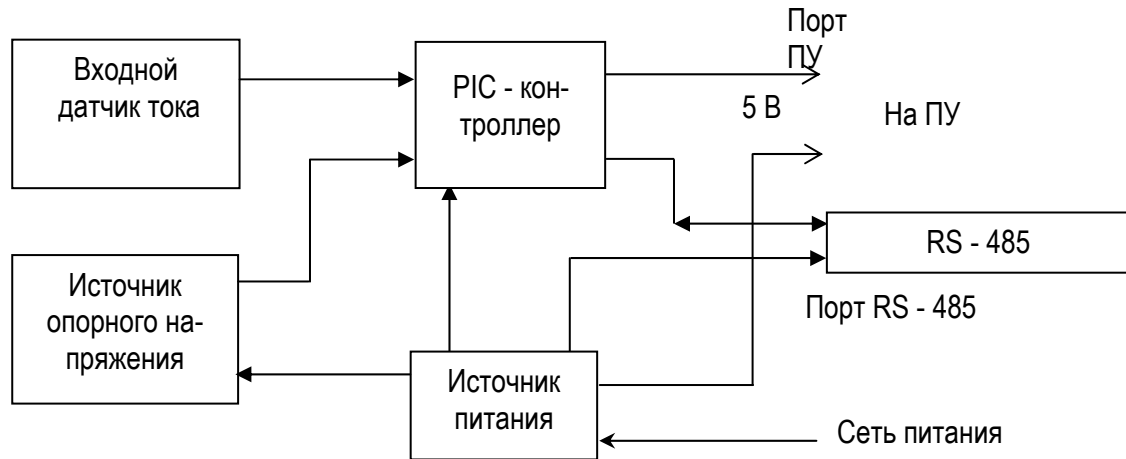 Входной
датчик тока
PIC - кон-
троллер
Порт
ПУ
5 В
На ПУ
RS - 485
Порт RS - 485
Источник
опорного на-
пряжения
Источник
питания
Сеть питания